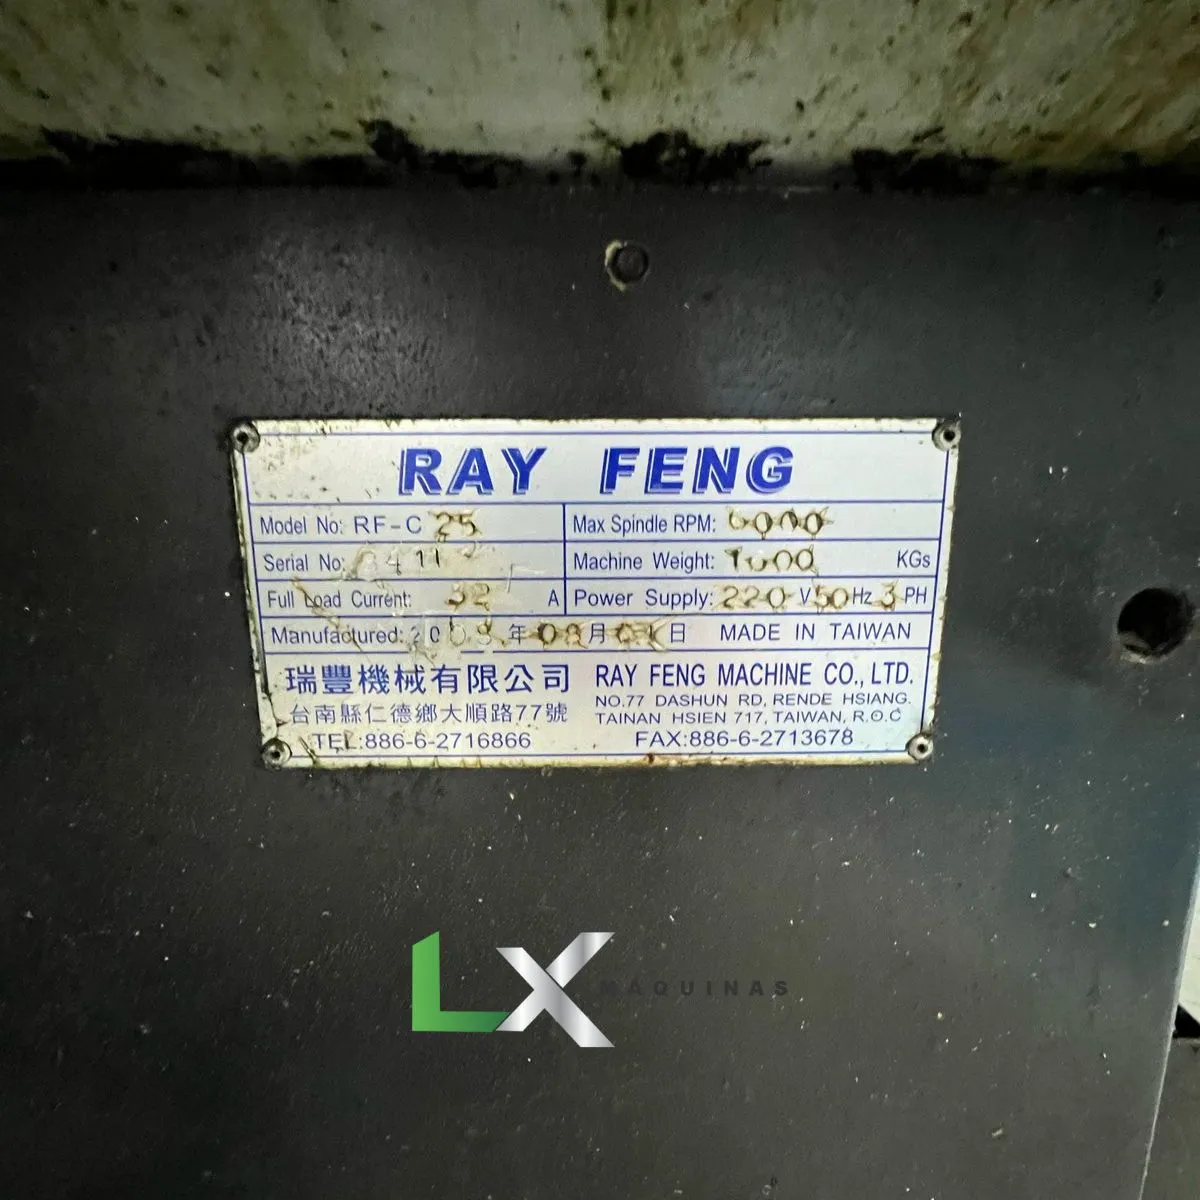 RAY FENG
Model No: RF-C 25 Max Spindle RPM: 6000
Serial No: Machine Weight: KGs
Full Load Current: 32 A Power Supply: 220 V 50 Hz 3 PH
Manufactured: 年 08 月 01 日 MADE IN TAIWAN
瑞豐機械有限公司 RAY FENG MACHINE CO., LTD.
台南縣仁德鄉大順路77號 NO.77 DASHUN RD, RENDE HSIANG.
TAINAN HSIEN 717, TAIWAN, R.O.C
TEL:886-6-2716866 FAX:886-6-2713678
LX MÁQUINAS